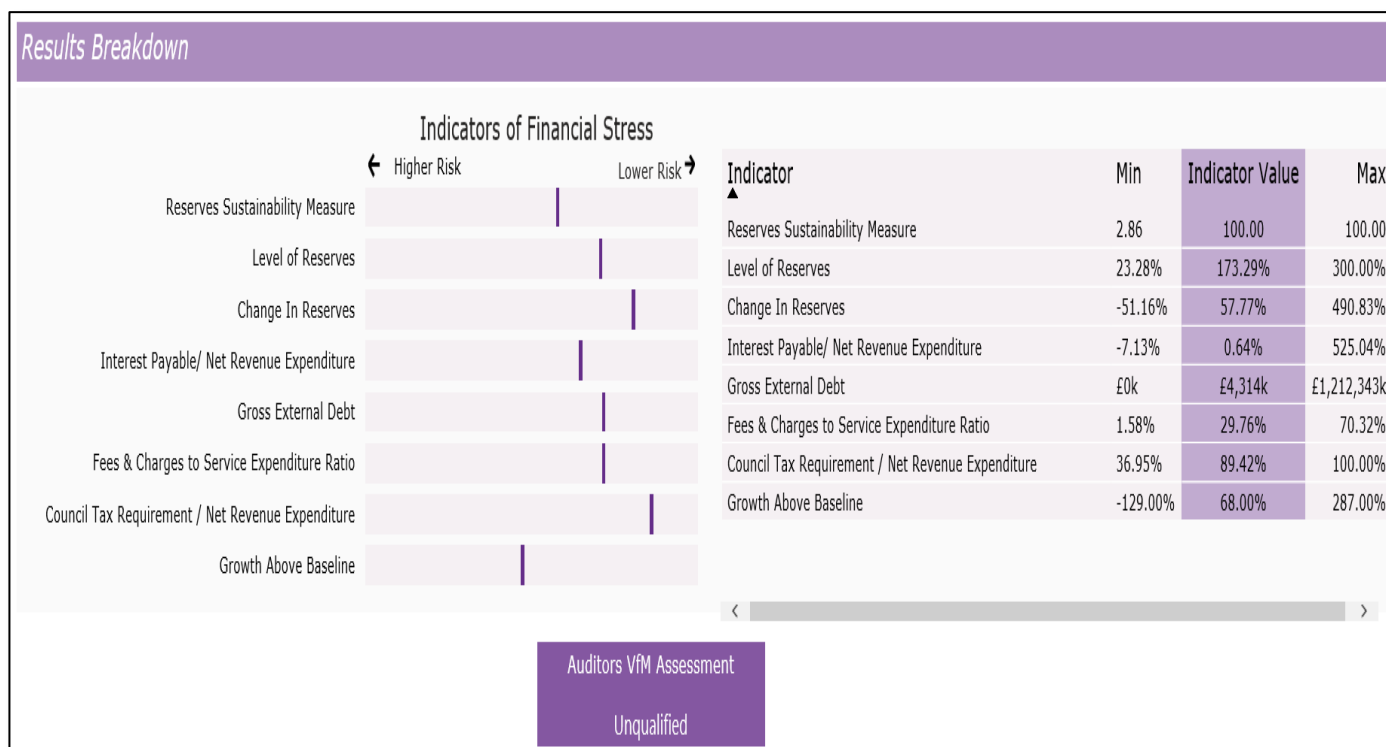 Results Breakdown
Indicators of Financial Stress
Higher Risk Lower Risk
Reserves Sustainability Measure
Level of Reserves
Change In Reserves
Interest Payable/ Net Revenue Expenditure
Gross External Debt
Fees & Charges to Service Expenditure Ratio
Council Tax Requirement / Net Revenue Expenditure
Growth Above Baseline
Indicator Min Indicator Value Max
Reserves Sustainability Measure 2.86 100.00 100.00
Level of Reserves 23.28% 173.29% 300.00%
Change In Reserves -51.16% 57.77% 490.83%
Interest Payable/ Net Revenue Expenditure -7.13% 0.64% 525.04%
Gross External Debt £0k £4,314k £1,212,343k
Fees & Charges to Service Expenditure Ratio 1.58% 29.76% 70.32%
Council Tax Requirement / Net Revenue Expenditure 36.95% 89.42% 100.00%
Growth Above Baseline -129.00% 68.00% 287.00%
Auditors VfM Assessment
Unqualified